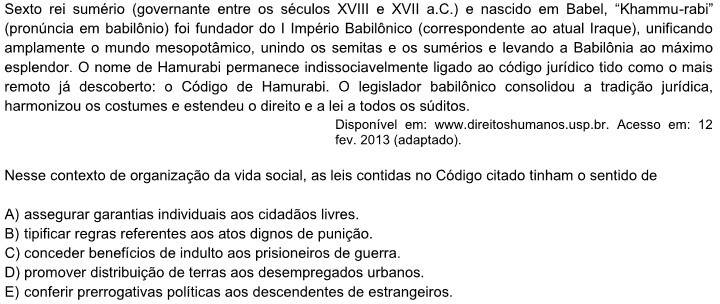 Sexto rei sumério (governante entre os séculos XVIII e XVII a.C.) e nascido em Babel, “Khammu-rabi”
(pronúncia em babilônio) foi fundador do I Império Babilônico (correspondente ao atual Iraque), unificando
amplamente o mundo mesopotâmico, unindo os semitas e os sumérios e levando a Babilônia ao máximo
esplendor. O nome de Hamurabi permanece indissociavelmente ligado ao código jurídico tido como o mais
remoto já descoberto: o Código de Hamurabi. O legislador babilônico consolidou a tradição jurídica,
harmonizou os costumes e estendeu o direito e a lei a todos os súditos.
Disponível em: www.direitoshumanos.usp.br. Acesso em: 12
fev. 2013 (adaptado).
Nesse contexto de organização da vida social, as leis contidas no Código citado tinham o sentido de
A) assegurar garantias individuais aos cidadãos livres.
B) tipificar regras referentes aos atos dignos de punição.
C) conceder benefícios de indulto aos prisioneiros de guerra.
D) promover distribuição de terras aos desempregados urbanos.
E) conferir prerrogativas políticas aos descendentes de estrangeiros.